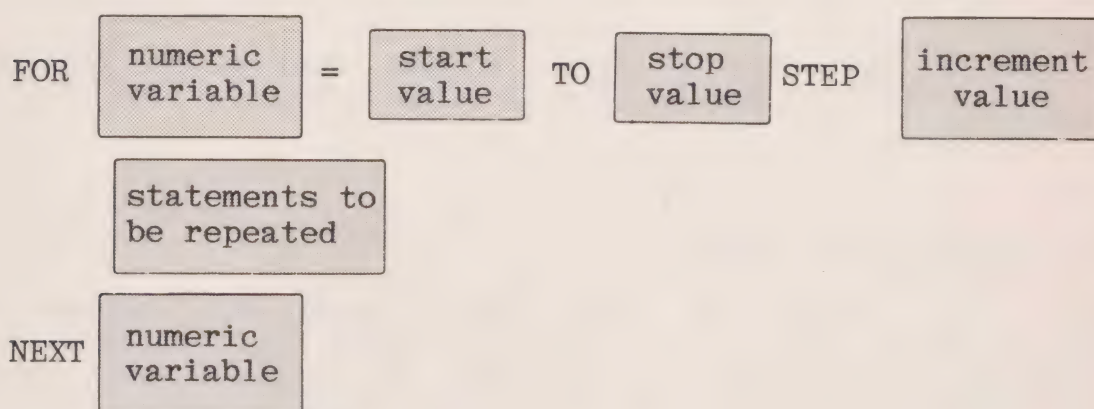 FOR numeric variable = start value TO stop value STEP increment value
statements to
be repeated
NEXT numeric variable